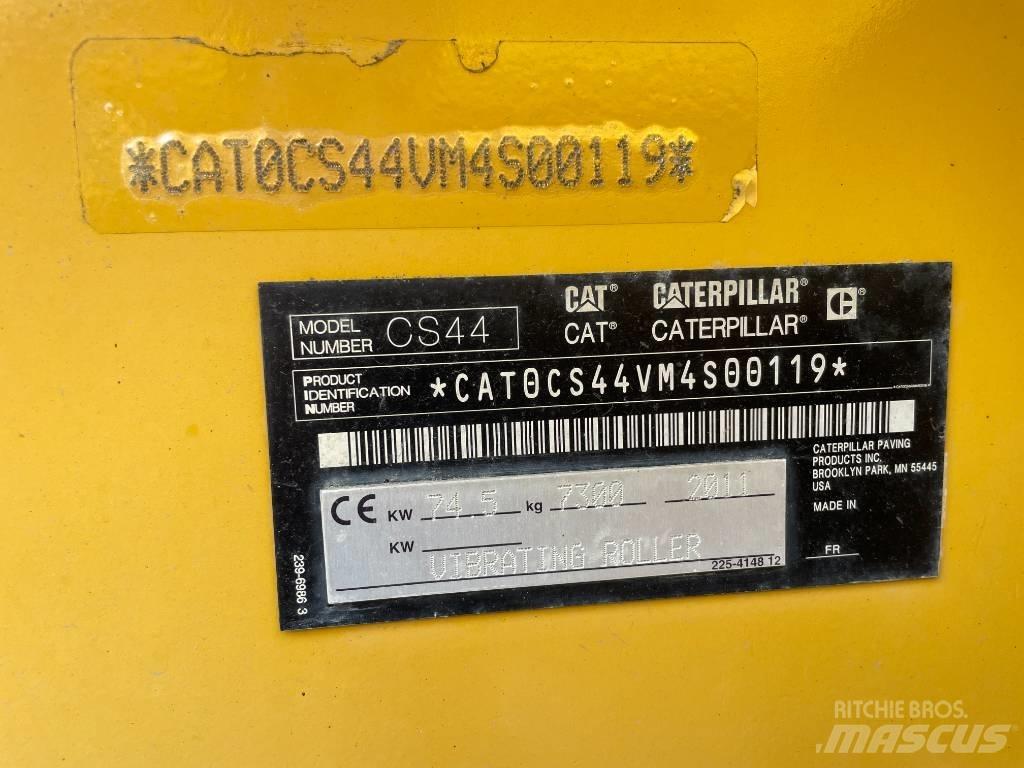 *CAT0CS44VM4S00119*
CAT® CATERPILLAR® ®
MODEL NUMBER CS44
CAT® CATERPILLAR®
PRODUCT
IDENTIFICATION
NUMBER
*CAT0CS44VM4S00119*
CATERPILLAR PAVING
PRODUCTS INC.
BROOKLYN PARK, MN 55445
USA
MADE IN
FR
CE KW 74.5 kg 7300 2011
KW
VIBRATING ROLLER
225-4148 12
239-6986 3
RITCHIE BROS.
MASCUS